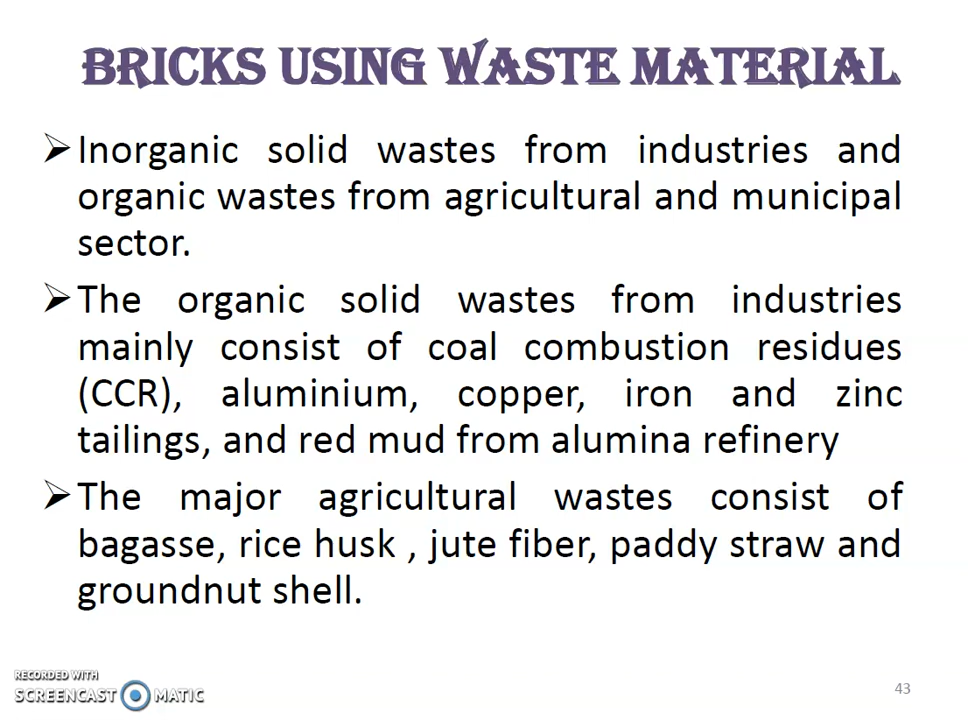 BRICKS USING WASTE MATERIAL
➢Inorganic solid wastes from industries and
organic wastes from agricultural and municipal
sector.
➢The organic solid wastes from industries
mainly consist of coal combustion residues
(CCR), aluminium, copper, iron and zinc
tailings, and red mud from alumina refinery
➢The major agricultural wastes consist of
bagasse, rice husk , jute fiber, paddy straw and
groundnut shell.
RECORDED WITH
SCREENCAST MATIC
43